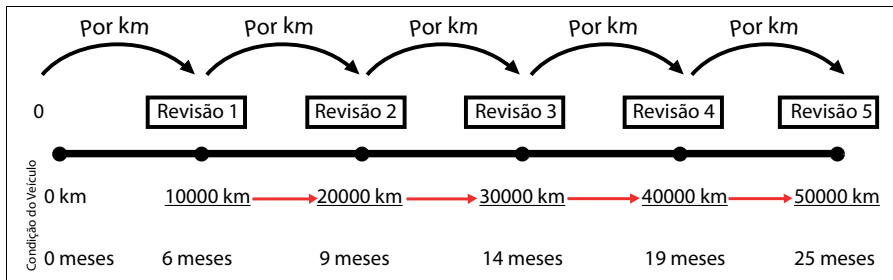 Por km Por km Por km Por km Por km
0 Revisão 1 Revisão 2 Revisão 3 Revisão 4 Revisão 5
Condição do Veículo
0 km 10000 km 20000 km 30000 km 40000 km 50000 km
0 meses 6 meses 9 meses 14 meses 19 meses 25 meses